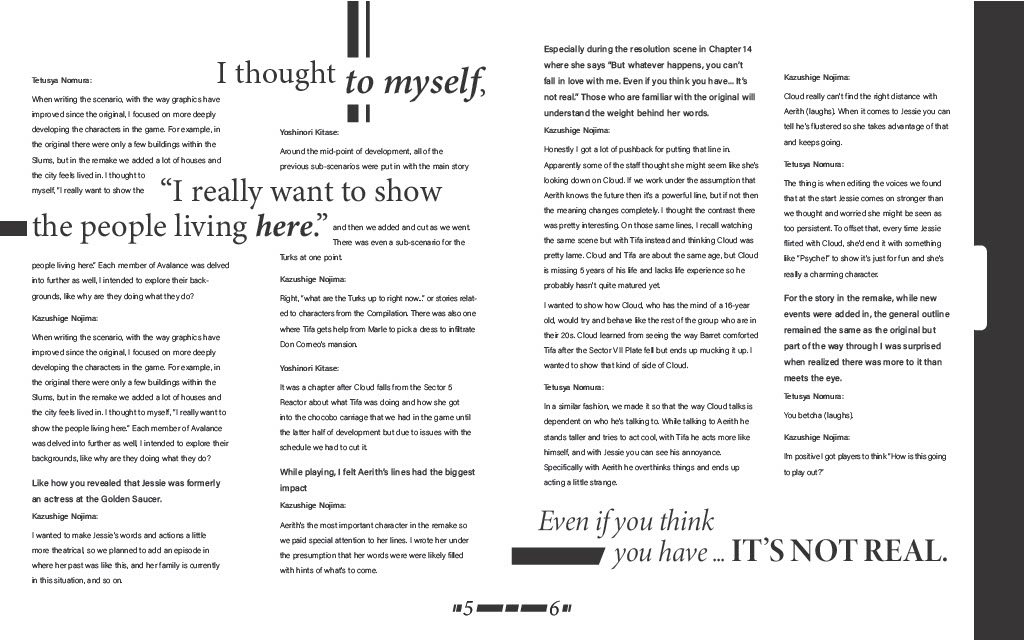 Tetusya Nomura:
When writing the scenario, with the way graphics have
improved since the original, I focused on more deeply
developing the characters in the game. For example, in
the original there were only a few buildings within the
Slums, but in the remake we added a lot of houses and
the city feels lived in. I thought to
myself, "I really want to show the
I thought to myself,
"I really want to show
the people living here."
people living here." Each member of Avalance was delved
into further as well, I intended to explore their back-
grounds, like why are they doing what they do?
Kazushige Nojima:
When writing the scenario, with the way graphics have
improved since the original, I focused on more deeply
developing the characters in the game. For example, in
the original there were only a few buildings within the
Slums, but in the remake we added a lot of houses and
the city feels lived in. I thought to myself, "I really want to
show the people living here." Each member of Avalance
was delved into further as well, I intended to explore their
backgrounds, like why are they doing what they do?
Like how you revealed that Jessie was formerly
an actress at the Golden Saucer.
Kazushige Nojima:
I wanted to make Jessie's words and actions a little
more theatrical, so we planned to add an episode in
where her past was like this, and her family is currently
in this situation, and so on.
Yoshinori Kitase:
Around the mid-point of development, all of the
previous sub-scenarios were put in with the main story
and then we added and cut as we went.
There was even a sub-scenario for the
Turks at one point.
Kazushige Nojima:
Right, "what are the Turks up to right now.." or stories relat-
ed to characters from the Compilation. There was also one
where Tifa gets help from Marle to pick a dress to infiltrate
Don Corneo's mansion.
Yoshinori Kitase:
It was a chapter after Cloud falls from the Sector 5
Reactor about what Tifa was doing and how she got
into the chocobo carriage that we had in the game until
the latter half of development but due to issues with the
schedule we had to cut it.
While playing, I felt Aerith's lines had the biggest
impact
Kazushige Nojima:
Aerith's the most important character in the remake so
we paid special attention to her lines. I wrote her under
the presumption that her words were were likely filled
with hints of what's to come.
Especially during the resolution scene in Chapter 14
where she says "But whatever happens, you can't
fall in love with me. Even if you think you have... It's
not real." Those who are familiar with the original will
understand the weight behind her words.
Kazushige Nojima:
Honestly I got a lot of pushback for putting that line in.
Apparently some of the staff thought she might seem like she's
looking down on Cloud. If we work under the assumption that
Aerith knows the future then it's a powerful line, but if not then
the meaning changes completely. I thought the contrast there
was pretty interesting. On those same lines, I recall watching
the same scene but with Tifa instead and thinking Cloud was
pretty lame. Cloud and Tifa are about the same age, but Cloud
is missing 5 years of his life and lacks life experience so he
probably hasn't quite matured yet.
I wanted to show how Cloud, who has the mind of a 16-year
old, would try and behave like the rest of the group who are in
their 20s. Cloud learned from seeing the way Barret comforted
Tifa after the Sector VII Plate fell but ends up mucking it up. I
wanted to show that kind of side of Cloud.
Tetusya Nomura:
In a similar fashion, we made it so that the way Cloud talks is
dependent on who he's talking to. While talking to Aerith he
stands taller and tries to act cool, with Tifa he acts more like
himself, and with Jessie you can see his annoyance.
Specifically with Aerith he overthinks things and ends up
acting a little strange.
Kazushige Nojima:
Cloud really can't find the right distance with
Aerith (laughs). When it comes to Jessie you can
tell he's flustered so she takes advantage of that
and keeps going.
Tetusya Nomura:
The thing is when editing the voices we found
that at the start Jessie comes on stronger than
we thought and worried she might be seen as
too persistent. To offset that, every time Jessie
flirted with Cloud, she'd end it with something
like "Psyche!" to show it's just for fun and she's
really a charming character.
For the story in the remake, while new
events were added in, the general outline
remained the same as the original but
part of the way through I was surprised
when realized there was more to it than
meets the eye.
Tetusya Nomura:
You betcha (laughs).
Kazushige Nojima:
I'm positive I got players to think "How is this going
to play out?"
Even if you think
you have ... IT'S NOT REAL.
5
6